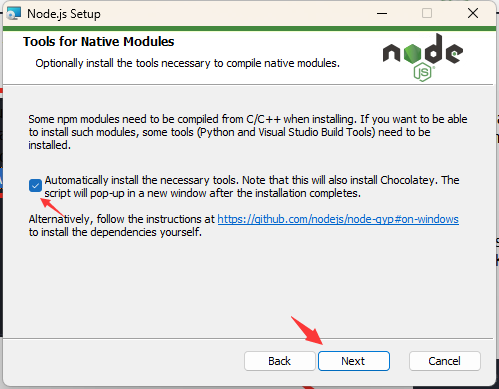 Node.js Setup
Tools for Native Modules
Optionally install the tools necessary to compile native modules.
node
JS
Some npm modules need to be compiled from C/C++ when installing. If you want to be able
to install such modules, some tools (Python and Visual Studio Build Tools) need to be
installed.
Automatically install the necessary tools. Note that this will also install Chocolatey. The
script will pop-up in a new window after the installation completes.
Alternatively, follow the instructions at https://github.com/nodejs/node-gyp#on-windows
to install the dependencies yourself.
Back
Next
Cancel